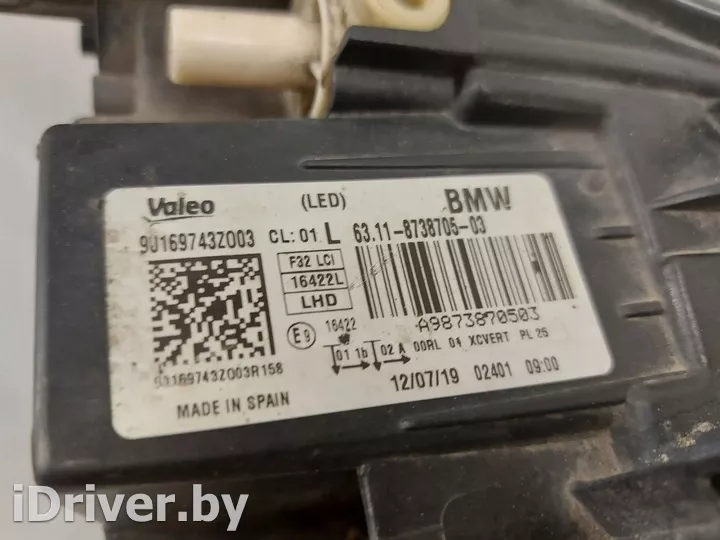 Valeo (LED) BMW
9U169743Z003 CL: 01 L 63.11-8738705-03
F32 LCI
16422L
LHD
E9 16422 A9873870503
01 1b 02 A 00RL 04 XCVERT PL 25
9U169743Z003R158
12/07/19 02401 09:00
MADE IN SPAIN
iDriver.by